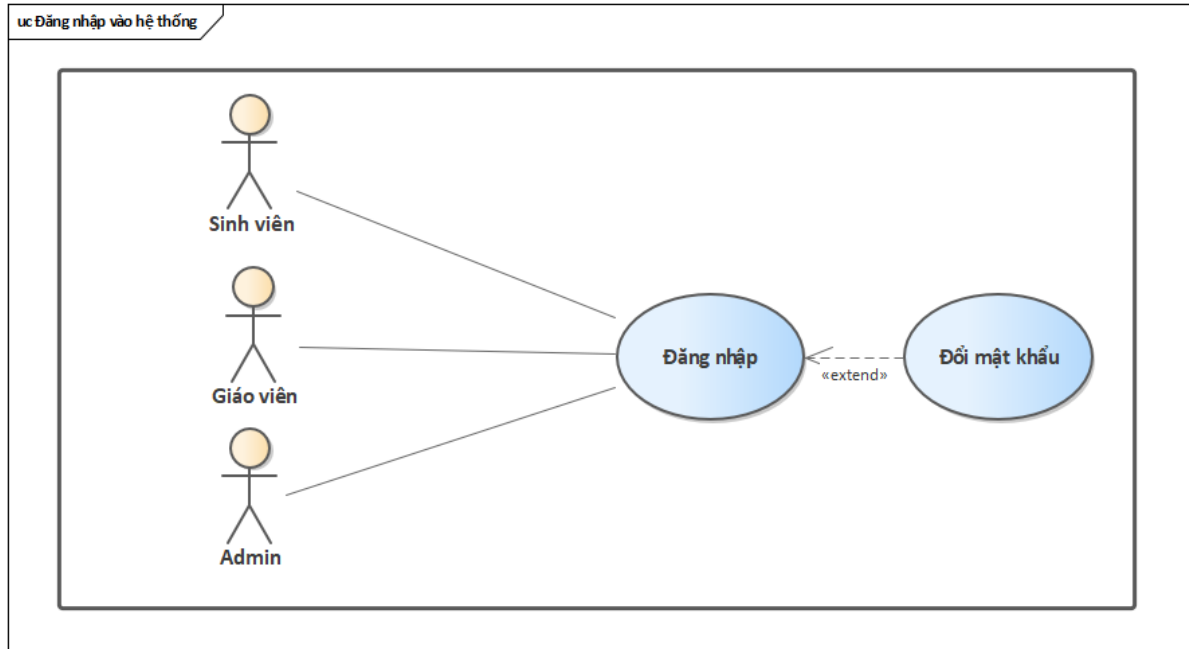 uc Đăng nhập vào hệ thống
Sinh viên
Giáo viên
Admin
Đăng nhập
«extend»
Đổi mật khẩu